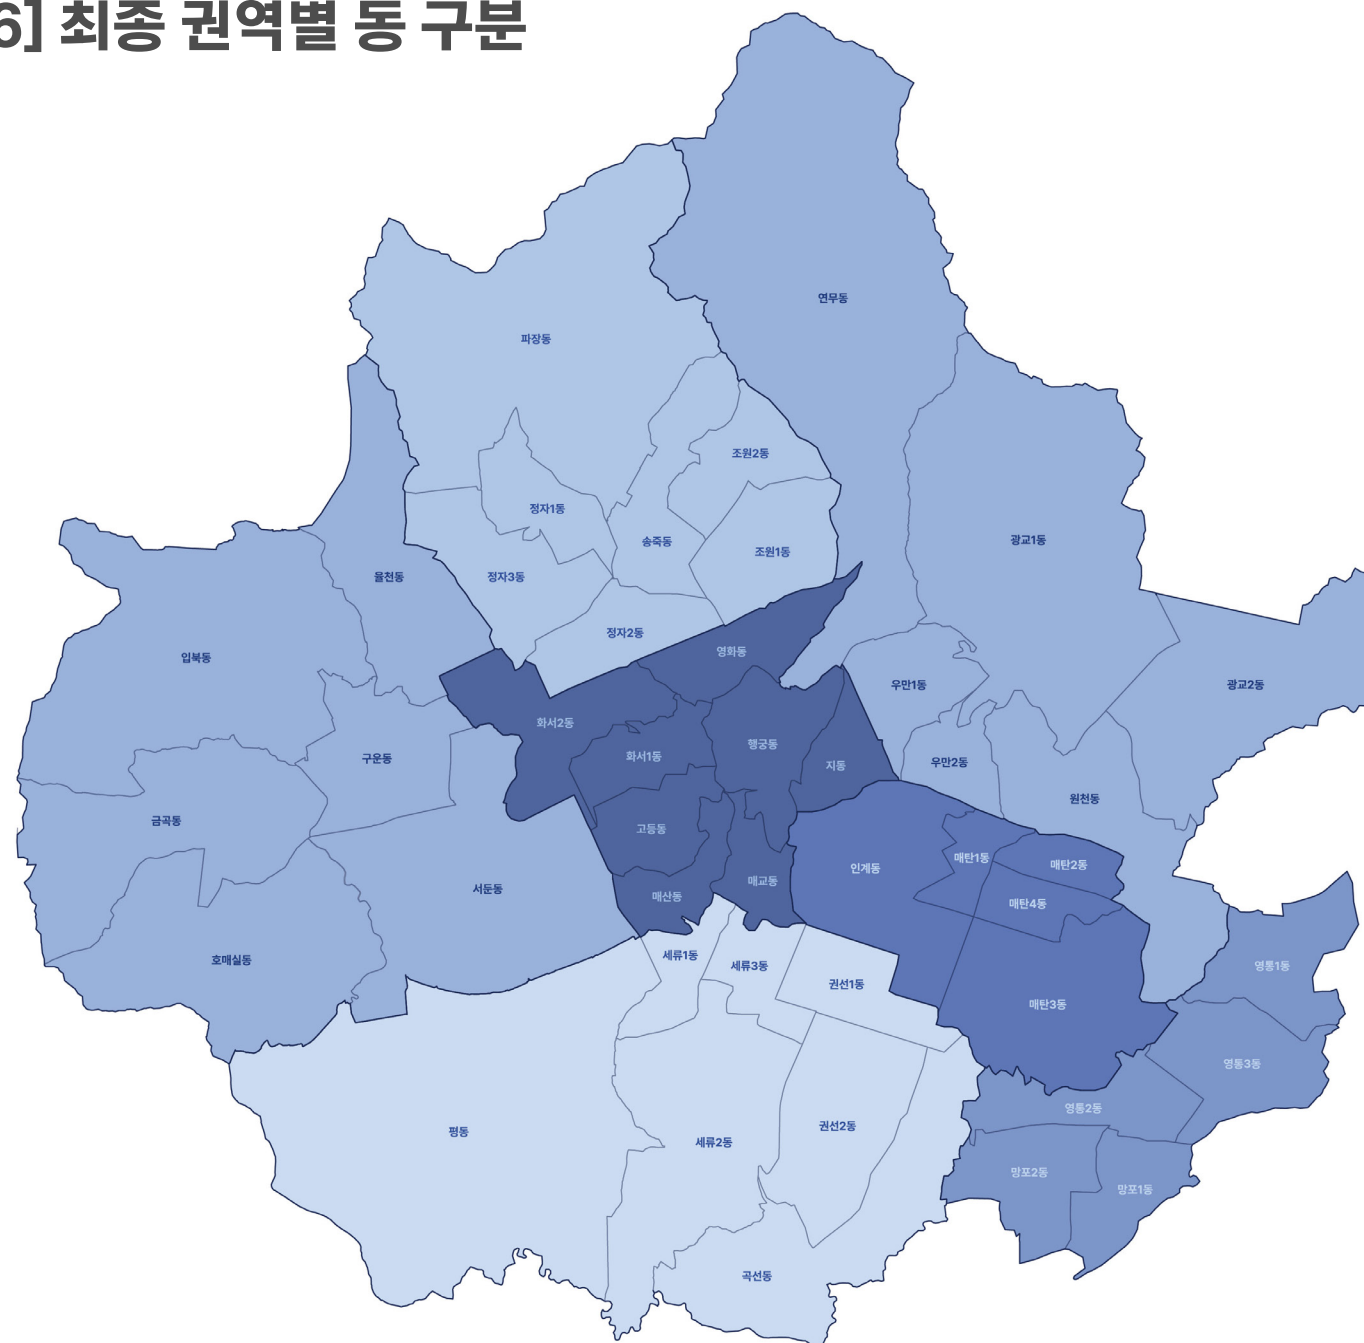 6] 최종 권역별 동 구분
연무동
파장동
조원2동
정자1동
송죽동
광교1동
조원1동
율천동
정자3동
정자2동
영화동
입북동
우만1동
광교2동
화서2동
행궁동
화서1동
구운동
우만2동
지동
원천동
금곡동
고등동
매탄1동
매탄2동
인계동
매교동
서둔동
매산동
매탄4동
세류1동
호매실동
세류3동
영통1동
권선1동
매탄3동
영통3동
영통2동
권선2동
평동
세류2동
망포2동
망포1동
곡선동